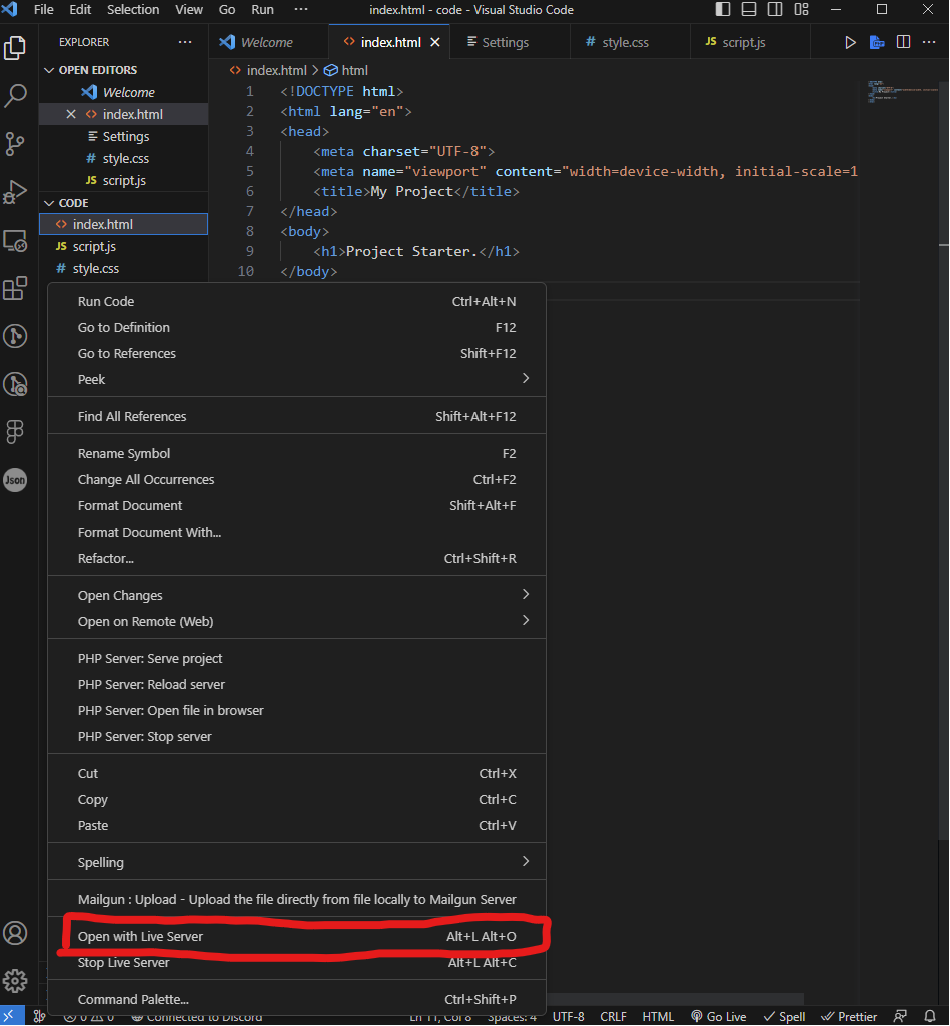 File Edit Selection View Go Run ··· index.html - code - Visual Studio Code
EXPLORER ···
Welcome
index.html
Settings
# style.css
JS script.js
···
OPEN EDITORS
Welcome
index.html
Settings
# style.css
JS script.js
CODE
index.html
JS script.js
# style.css
Json
index.html > html
1 <!DOCTYPE html>
2 <html lang="en">
3 <head>
4 <meta charset="UTF-8">
5 <meta name="viewport" content="width=device-width, initial-scale=1
6 <title>My Project</title>
7 </head>
8 <body>
9 <h1>Project Starter.</h1>
10 </body>
Run Code Ctrl+Alt+N
Go to Definition F12
Go to References Shift+F12
Peek
Find All References Shift+Alt+F12
Rename Symbol F2
Change All Occurrences Ctrl+F2
Format Document Shift+Alt+F
Format Document With...
Refactor... Ctrl+Shift+R
Open Changes
Open on Remote (Web)
PHP Server: Serve project
PHP Server: Reload server
PHP Server: Open file in browser
PHP Server: Stop server
Cut Ctrl+X
Copy Ctrl+C
Paste Ctrl+V
Spelling
Mailgun : Upload - Upload the file directly from file locally to Mailgun Server
Open with Live Server Alt+L Alt+O
Stop Live Server Alt+L Alt+C
Command Palette... Ctrl+Shift+P
0 0 Connected to Discord Ln 11, Col 8 Spaces: 4 UTF-8 CRLF HTML Go Live Spell Prettier